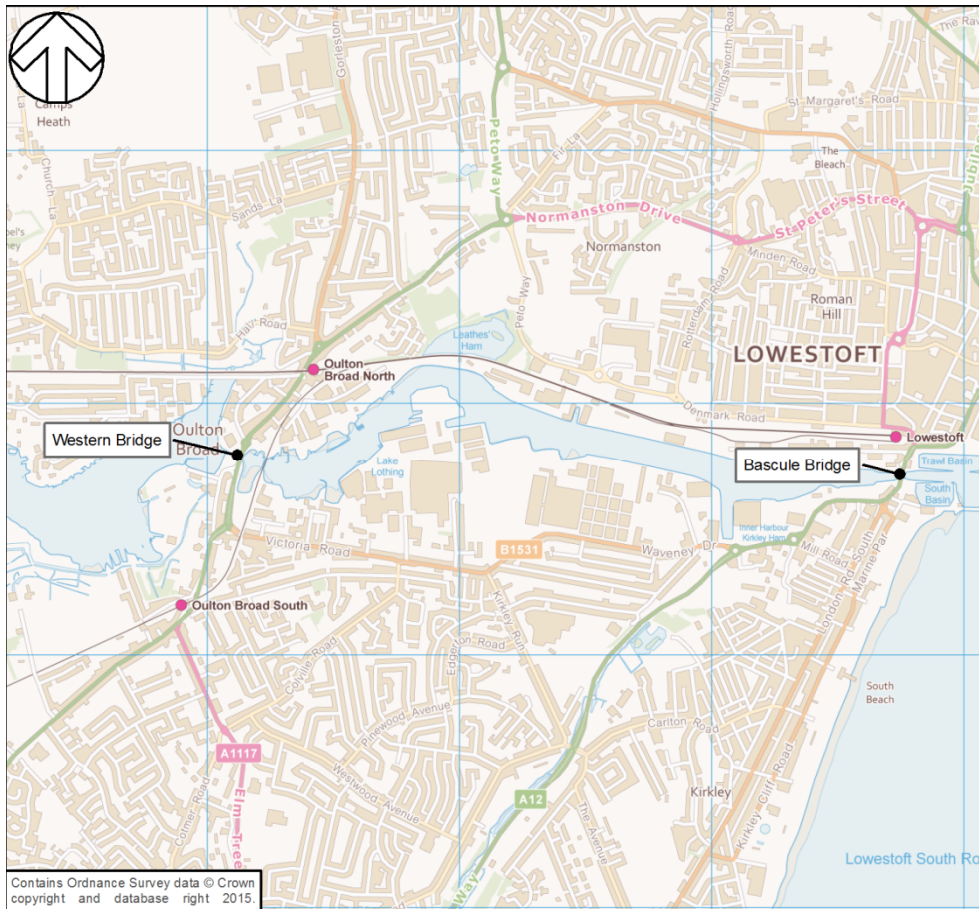 Gorleston
Hollingsworth Road
The Rav
Camps
Heath
Church La
St Margaret's Road
Peto Way
Fir La
The
Bleach
Sands La
Normanston Drive
St Peter's Street
Normanston
Minden Road
Hall Road
Leathes'
Ham
Peto Way
Rotterdam Road
Roman
Hill
LOWESTOFT
Oulton
Broad North
Denmark Road
Western Bridge
Oulton
Broad
Lowestoft
Lake
Lothing
Bascule Bridge
Trawl Basin
South
Basin
Victoria Road
B1531
Waveney Dr
Inner Harbour
Kirkley Ham
Mill Road
London Rd South
Marine Par
Oulton Broad South
Kirkley Run
Edgerton Road
Colville Road
South
Beach
Pinewood Avenue
Carlton Road
A1117
Westwood Avenue
Elm Tree
Colmer Road
A12
The Avenue
Kirkley
Kirkley Cliff Road
Way
Lowestoft South Ro
Contains Ordnance Survey data © Crown
copyright and database right 2015.